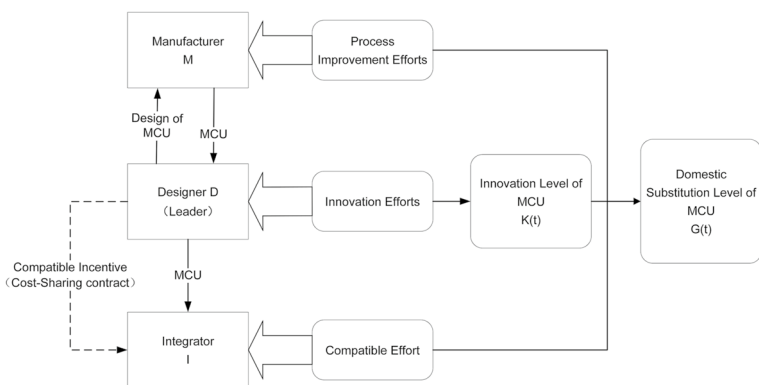 Manufacturer
M
Process
Improvement Efforts
Design of
MCU
MCU
Designer D
（Leader）
Innovation Efforts
Innovation Level of
MCU
K(t)
Domestic
Substitution Level of
MCU
G(t)
MCU
Compatible Incentive
（Cost-Sharing contract）
Integrator
I
Compatible Effort